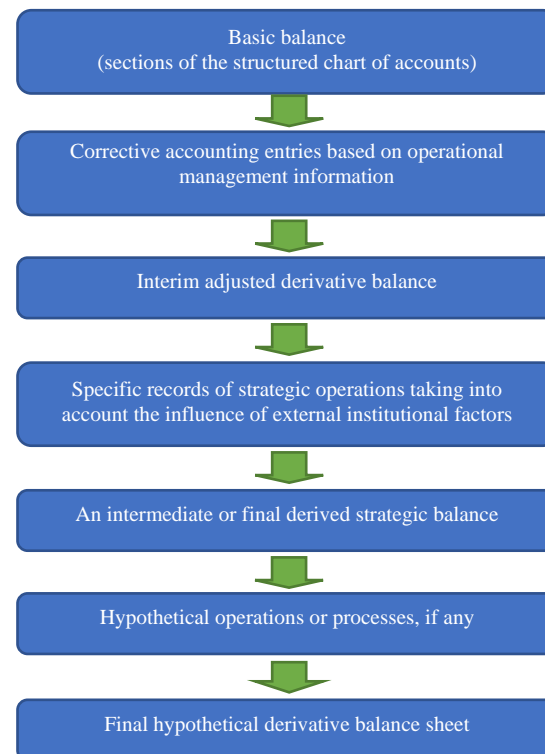 Basic balance
(sections of the structured chart of accounts)
Corrective accounting entries based on operational
management information
Interim adjusted derivative balance
Specific records of strategic operations taking into
account the influence of external institutional factors
An intermediate or final derived strategic balance
Hypothetical operations or processes, if any
Final hypothetical derivative balance sheet